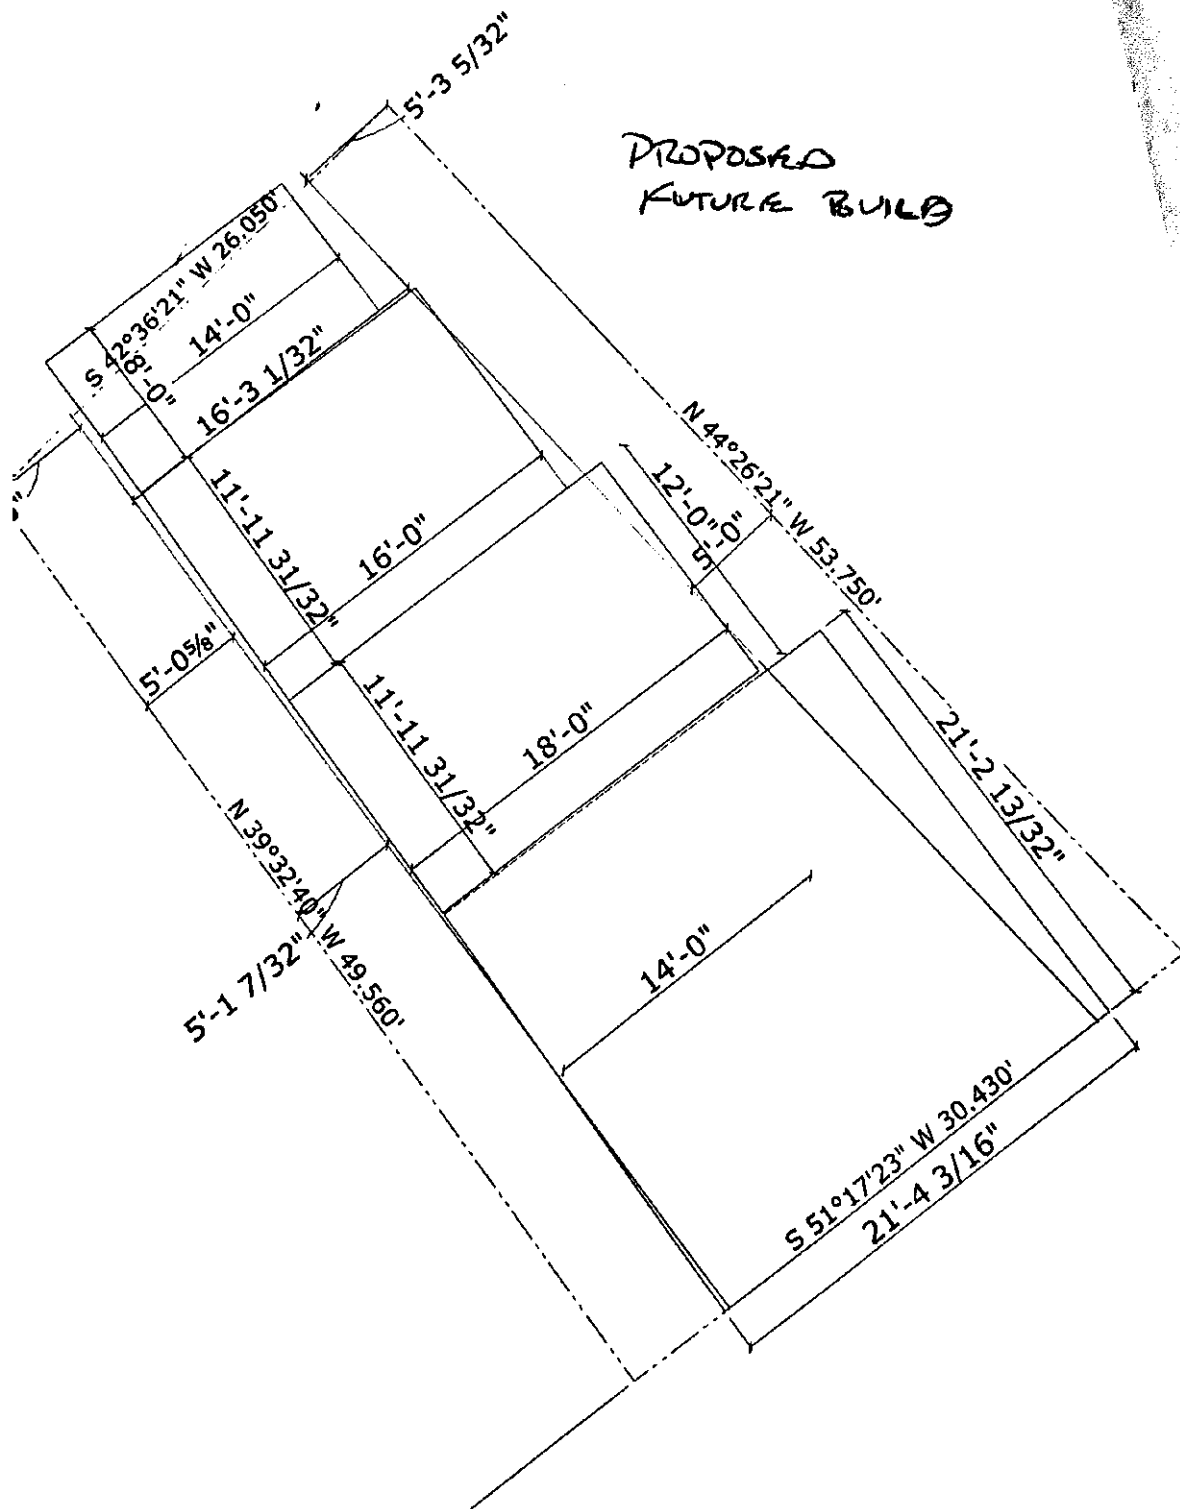 5'-3 5/32"
PROPOSED
FUTURE BUILD
S 42°36'21" W 26.050'
14'-0"
8'-0"
16'-3 1/32"
N 44°26'21" W 53.750'
12'-0"
5'-0"
11'-11 31/32"
16'-0"
5'-0⅝"
11'-11 31/32"
18'-0"
21'-2 13/32"
N 39°32'40" W 49.560'
14'-0"
5'-1 7/32"
S 51°17'23" W 30.430'
21'-4 3/16"